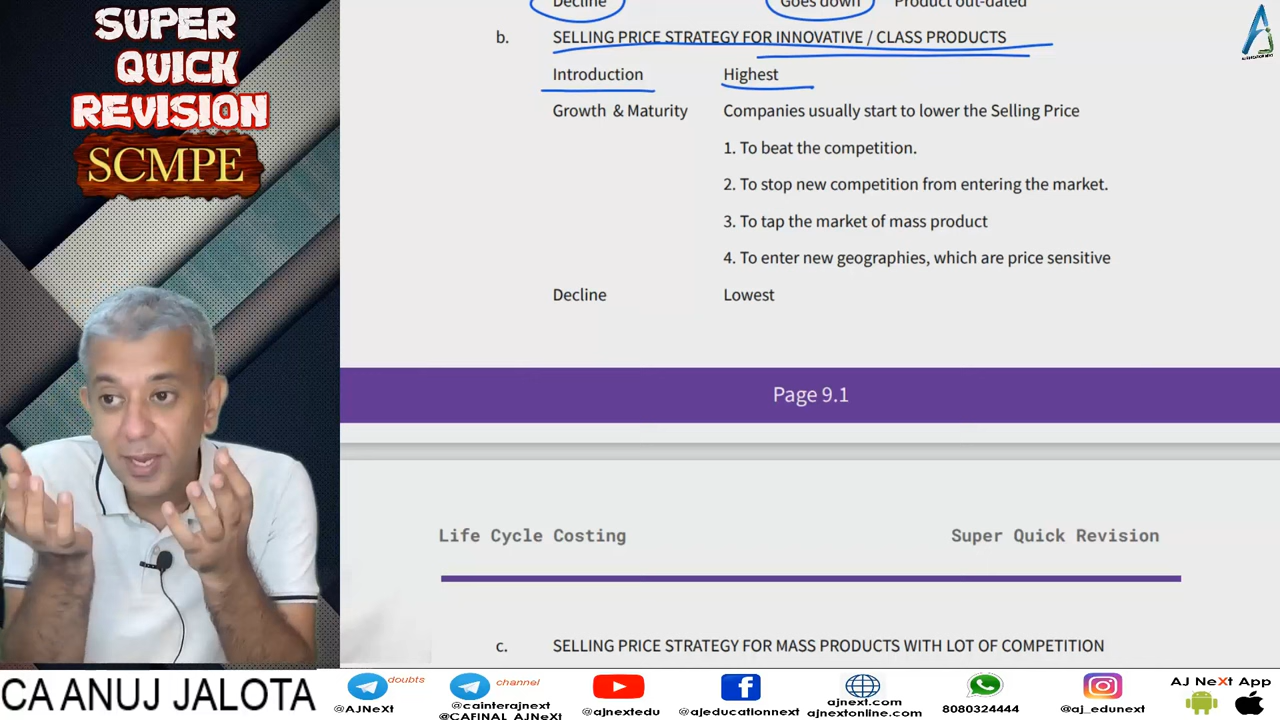 SUPER
QUICK
REVISION
SCMPE
Decline Goes down Product out-dated
b. SELLING PRICE STRATEGY FOR INNOVATIVE / CLASS PRODUCTS
Introduction Highest
Growth & Maturity Companies usually start to lower the Selling Price
1. To beat the competition.
2. To stop new competition from entering the market.
3. To tap the market of mass product
4. To enter new geographies, which are price sensitive
Decline Lowest
Page 9.1
Life Cycle Costing Super Quick Revision
c. SELLING PRICE STRATEGY FOR MASS PRODUCTS WITH LOT OF COMPETITION
CA ANUJ JALOTA
doubts
@AJNeXt
channel
@cainterajnext
@CAFINAL_AJNeXt
@ajnextedu
@ajeducationnext
ajnext.com
ajnextonline.com
8080324444
@aj_edunext
AJ NeXt App